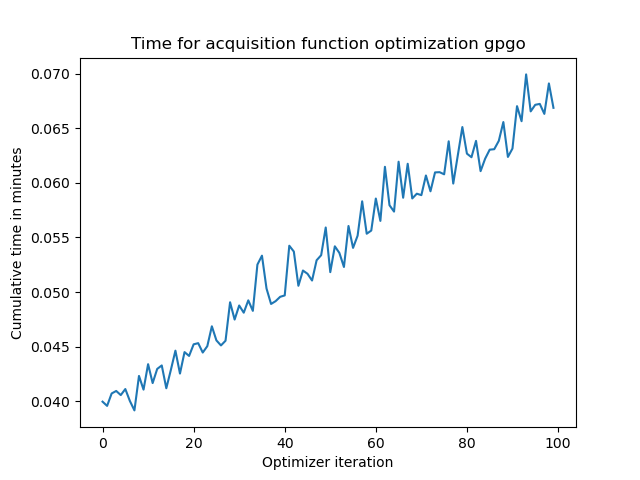 Time for acquisition function optimization gpgo
0.070
0.065
0.060
0.055
0.050
0.045
0.040
Cumulative time in minutes
0 20 40 60 80 100
Optimizer iteration